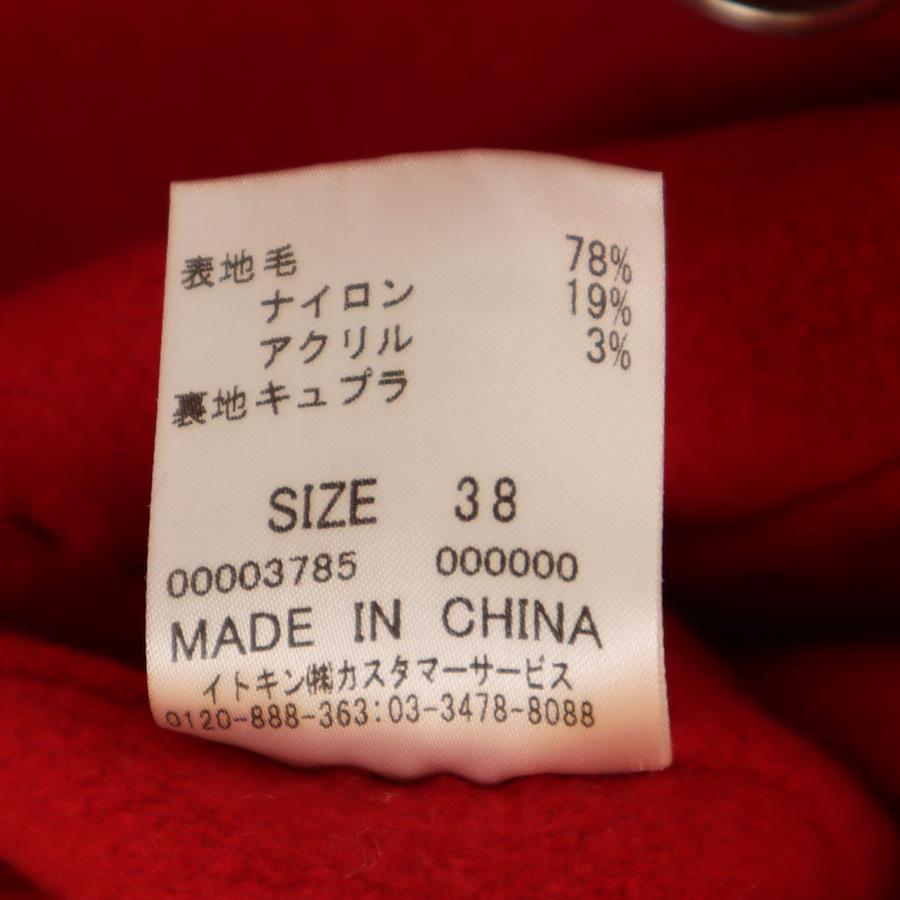 表地毛 78%
ナイロン 19%
アクリル 3%
裏地キュプラ
SIZE 38
00003785 000000
MADE IN CHINA
イトキン㈱カスタマーサービス
0120-888-363:03-3478-8088